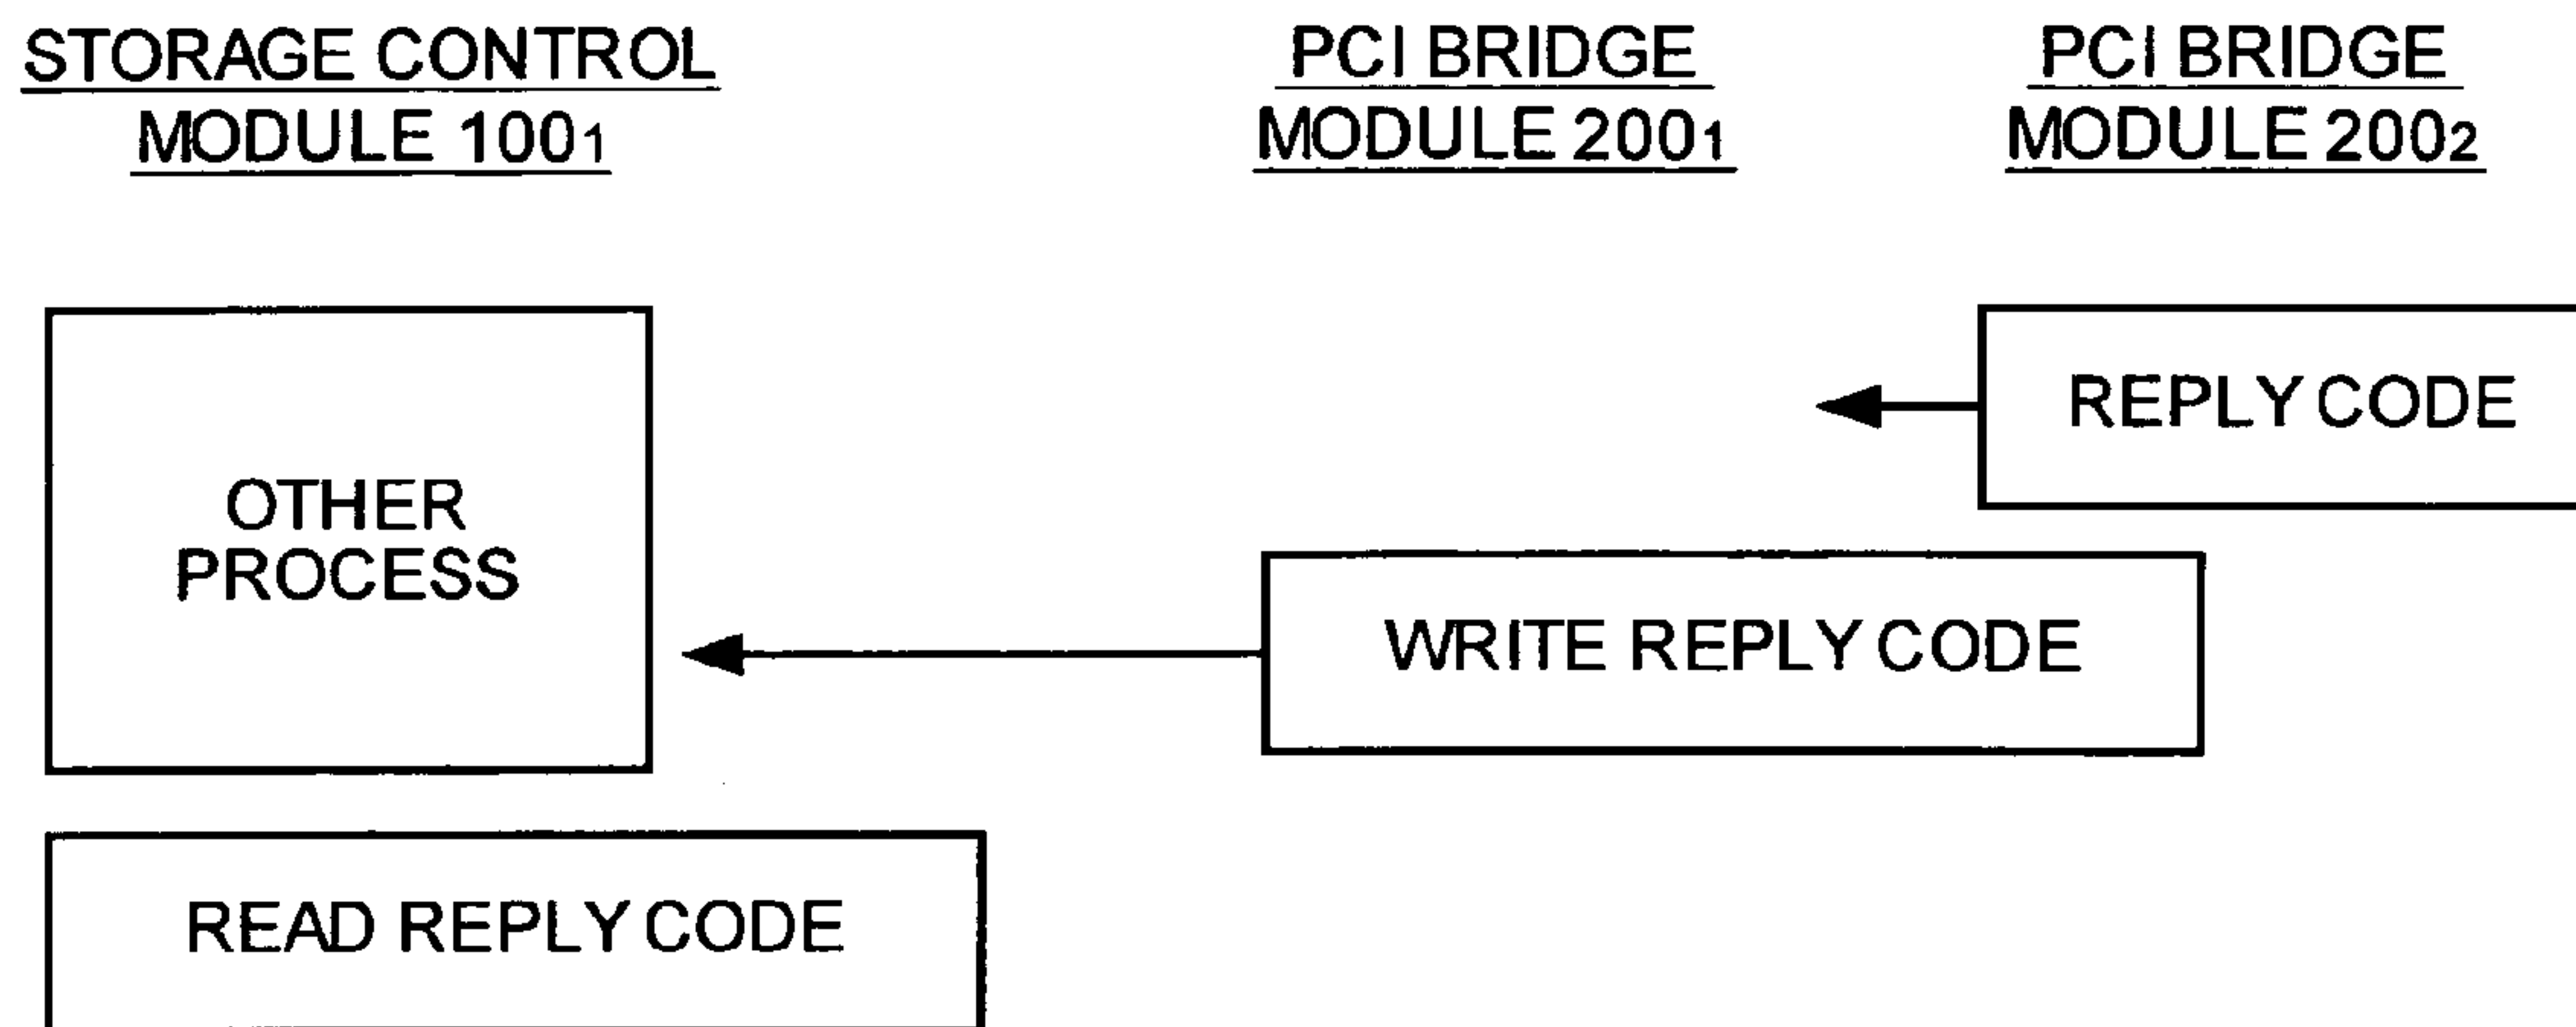 STORAGE CONTROL
MODULE 100₁
PCI BRIDGE
MODULE 200₁
PCI BRIDGE
MODULE 200₂
REPLY CODE
OTHER
PROCESS
WRITE REPLY CODE
READ REPLY CODE